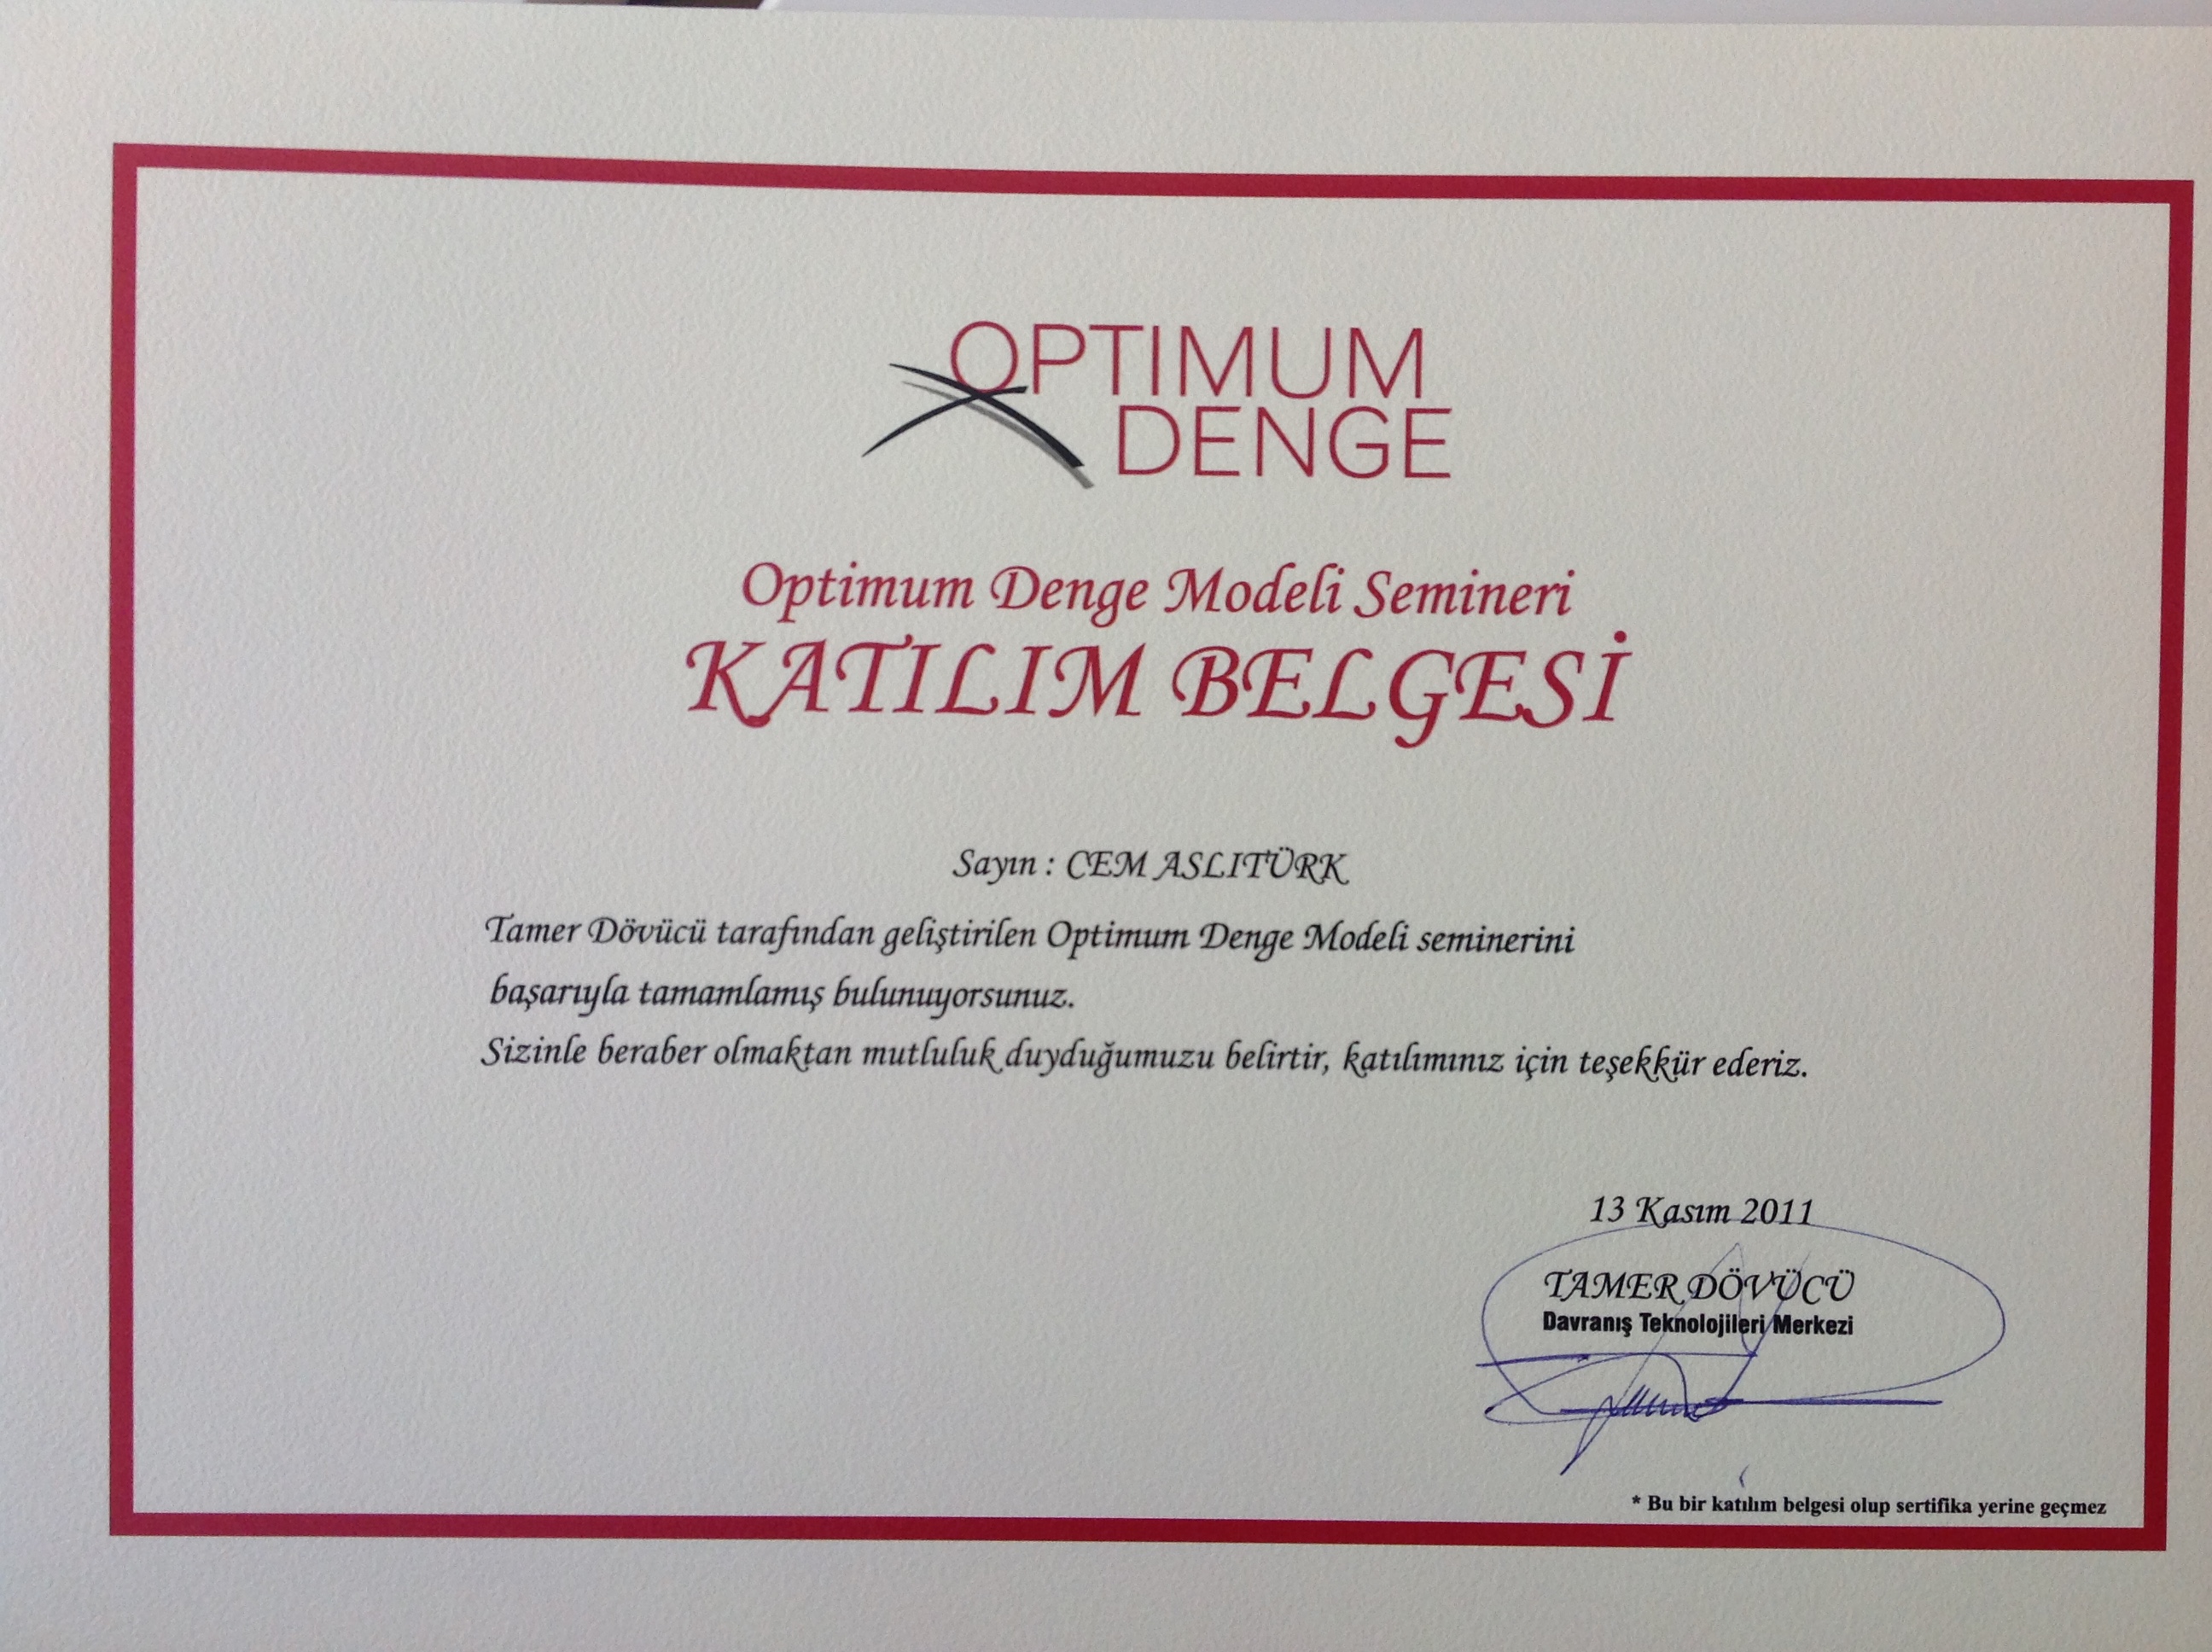 OPTIMUM
DENGE
Optimum Denge Modeli Semineri
KATILIM BELGESİ
Sayın : CEM ASLITÜRK
Tamer Dövücü tarafından geliştirilen Optimum Denge Modeli seminerini
başarıyla tamamlamış bulunuyorsunuz.
Sizinle beraber olmaktan mutluluk duyduğumuzu belirtir, katılımınız için teşekkür ederiz.
13 Kasım 2011
TAMER DÖVÜCÜ
Davranış Teknolojileri Merkezi
* Bu bir katılım belgesi olup sertifika yerine geçmez